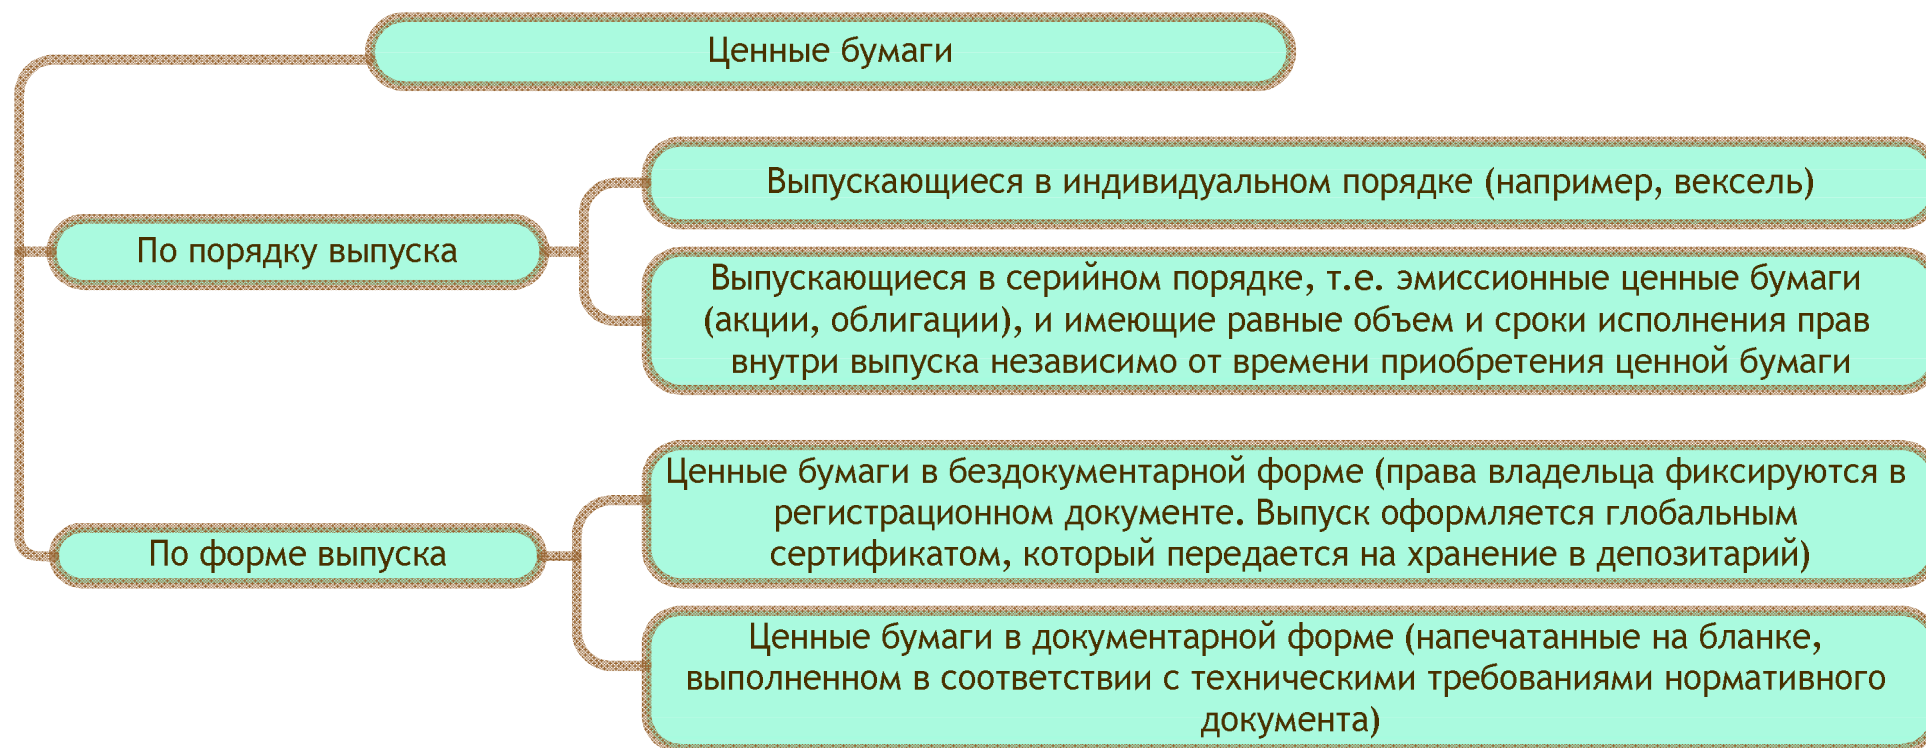 Ценные бумаги
По порядку выпуска
Выпускающиеся в индивидуальном порядке (например, вексель)
Выпускающиеся в серийном порядке, т.е. эмиссионные ценные бумаги
(акции, облигации), и имеющие равные объем и сроки исполнения прав
внутри выпуска независимо от времени приобретения ценной бумаги
По форме выпуска
Ценные бумаги в бездокументарной форме (права владельца фиксируются в
регистрационном документе. Выпуск оформляется глобальным
сертификатом, который передается на хранение в депозитарий)
Ценные бумаги в документарной форме (напечатанные на бланке,
выполненном в соответствии с техническими требованиями нормативного
документа)